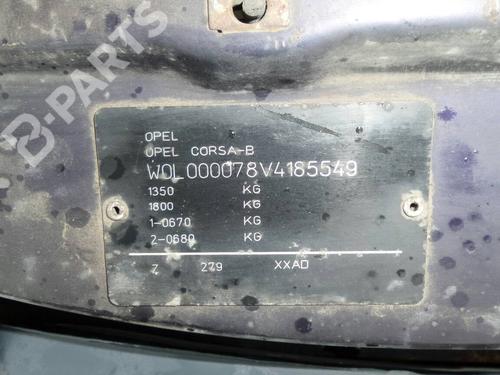 B-PARTS
OPEL
OPEL CORSA-B
W0L000078V4185549
1350 KG
1800 KG
1-0670 KG
2-0680 KG
Z 279 XXAD